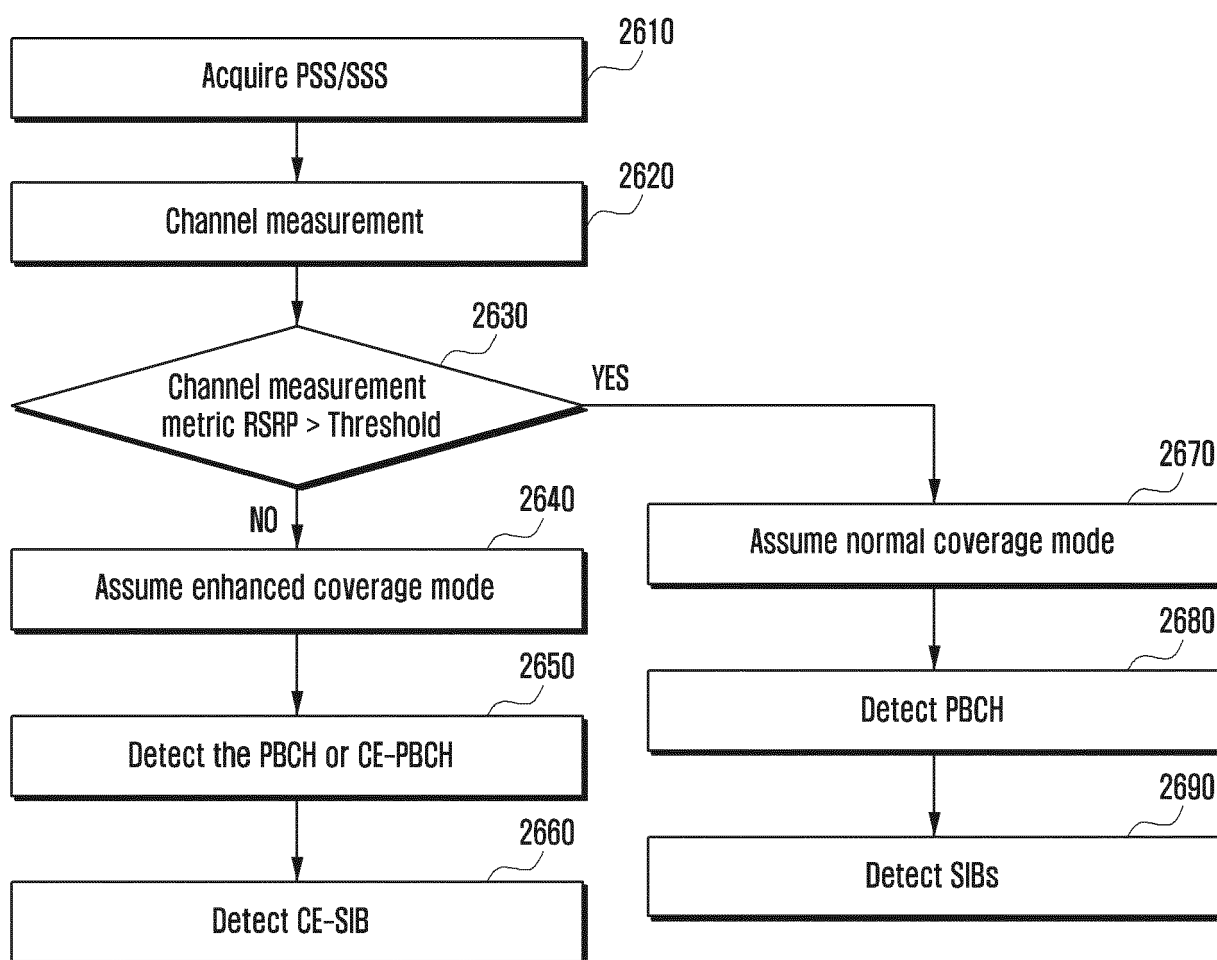 2610
Acquire PSS/SSS
2620
Channel measurement
2630
Channel measurement
metric RSRP > Threshold
YES
NO
2640
Assume enhanced coverage mode
2650
Detect the PBCH or CE-PBCH
2660
Detect CE-SIB
2670
Assume normal coverage mode
2680
Detect PBCH
2690
Detect SIBs